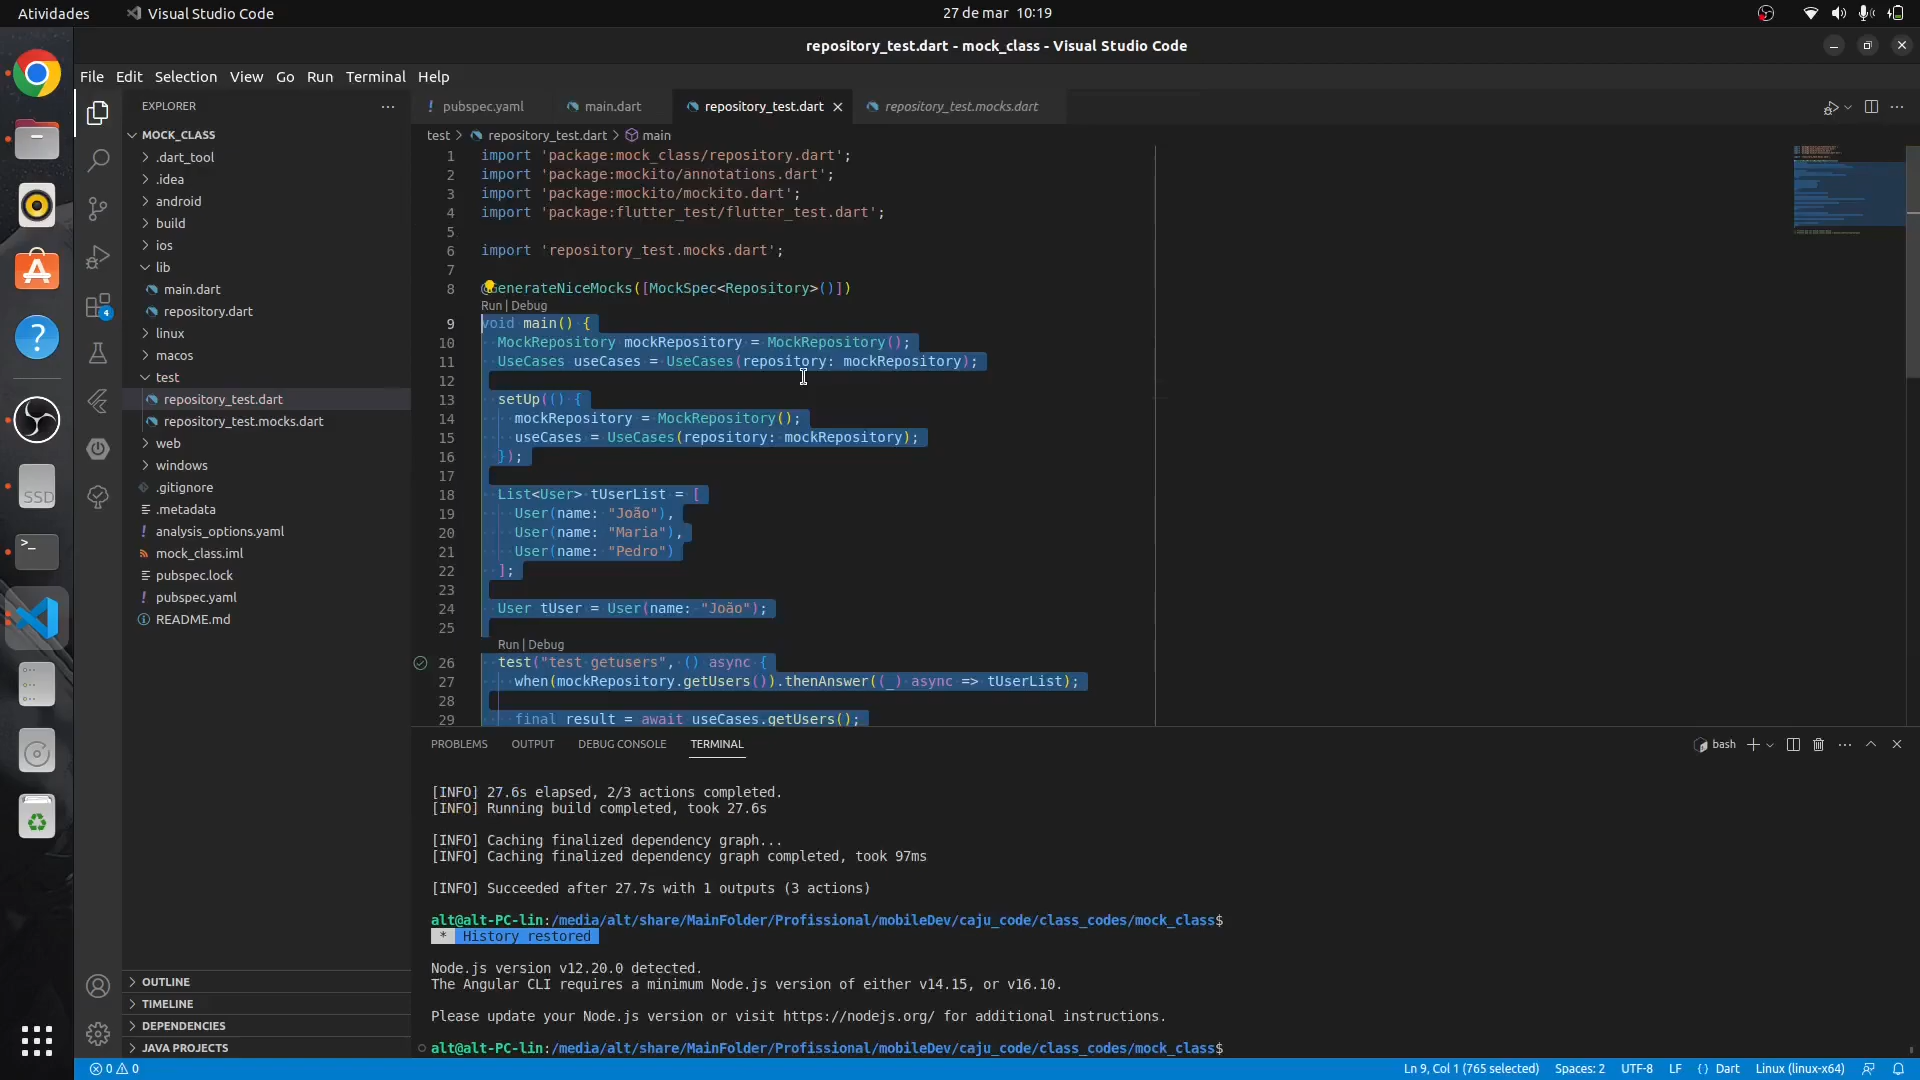 Atividades
Visual Studio Code
27 de mar 10:19
repository_test.dart - mock_class - Visual Studio Code
File Edit Selection View Go Run Terminal Help
EXPLORER
MOCK_CLASS
.dart_tool
.idea
android
build
ios
lib
main.dart
repository.dart
linux
macos
test
repository_test.dart
repository_test.mocks.dart
web
windows
.gitignore
.metadata
analysis_options.yaml
mock_class.iml
pubspec.lock
pubspec.yaml
README.md
OUTLINE
TIMELINE
DEPENDENCIES
JAVA PROJECTS
4
SSD
pubspec.yaml
main.dart
repository_test.dart
repository_test.mocks.dart
test > repository_test.dart > main
1 import 'package:mock_class/repository.dart';
2 import 'package:mockito/annotations.dart';
3 import 'package:mockito/mockito.dart';
4 import 'package:flutter_test/flutter_test.dart';
5
6 import 'repository_test.mocks.dart';
7
8 @GenerateNiceMocks([MockSpec<Repository>()])
Run | Debug
9 void main() {
10 MockRepository mockRepository = MockRepository();
11 UseCases useCases = UseCases(repository: mockRepository);
12
13 setUp(() {
14 mockRepository = MockRepository();
15 useCases = UseCases(repository: mockRepository);
16 });
17
18 List<User> tUserList = [
19 User(name: "João"),
20 User(name: "Maria"),
21 User(name: "Pedro")
22 ];
23
24 User tUser = User(name: "João");
25
Run | Debug
26 test("test getusers", () async {
27 when(mockRepository.getUsers()).thenAnswer((_) async => tUserList);
28
29 final result = await useCases.getUsers();
PROBLEMS OUTPUT DEBUG CONSOLE TERMINAL
bash
[INFO] 27.6s elapsed, 2/3 actions completed.
[INFO] Running build completed, took 27.6s
[INFO] Caching finalized dependency graph...
[INFO] Caching finalized dependency graph completed, took 97ms
[INFO] Succeeded after 27.7s with 1 outputs (3 actions)
alt@alt-PC-lin:/media/alt/share/MainFolder/Profissional/mobileDev/caju_code/class_codes/mock_class$
* History restored
Node.js version v12.20.0 detected.
The Angular CLI requires a minimum Node.js version of either v14.15, or v16.10.
Please update your Node.js version or visit https://nodejs.org/ for additional instructions.
alt@alt-PC-lin:/media/alt/share/MainFolder/Profissional/mobileDev/caju_code/class_codes/mock_class$
0 0
Ln 9, Col 1 (765 selected) Spaces: 2 UTF-8 LF { } Dart Linux (linux-x64)